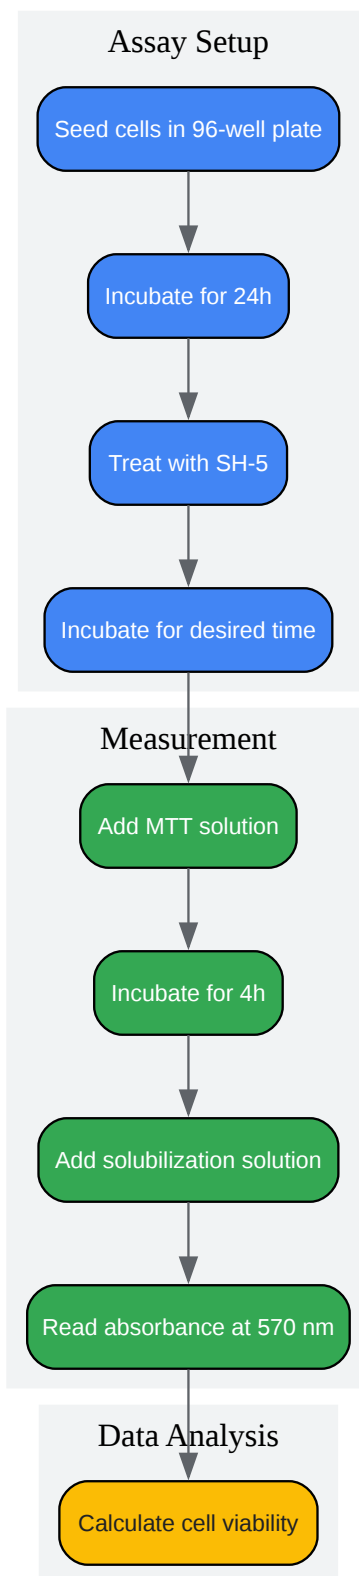 Assay Setup
Seed cells in 96-well plate
Incubate for 24h
Treat with SH-5
Incubate for desired time
Measurement
Add MTT solution
Incubate for 4h
Add solubilization solution
Read absorbance at 570 nm
Data Analysis
Calculate cell viability